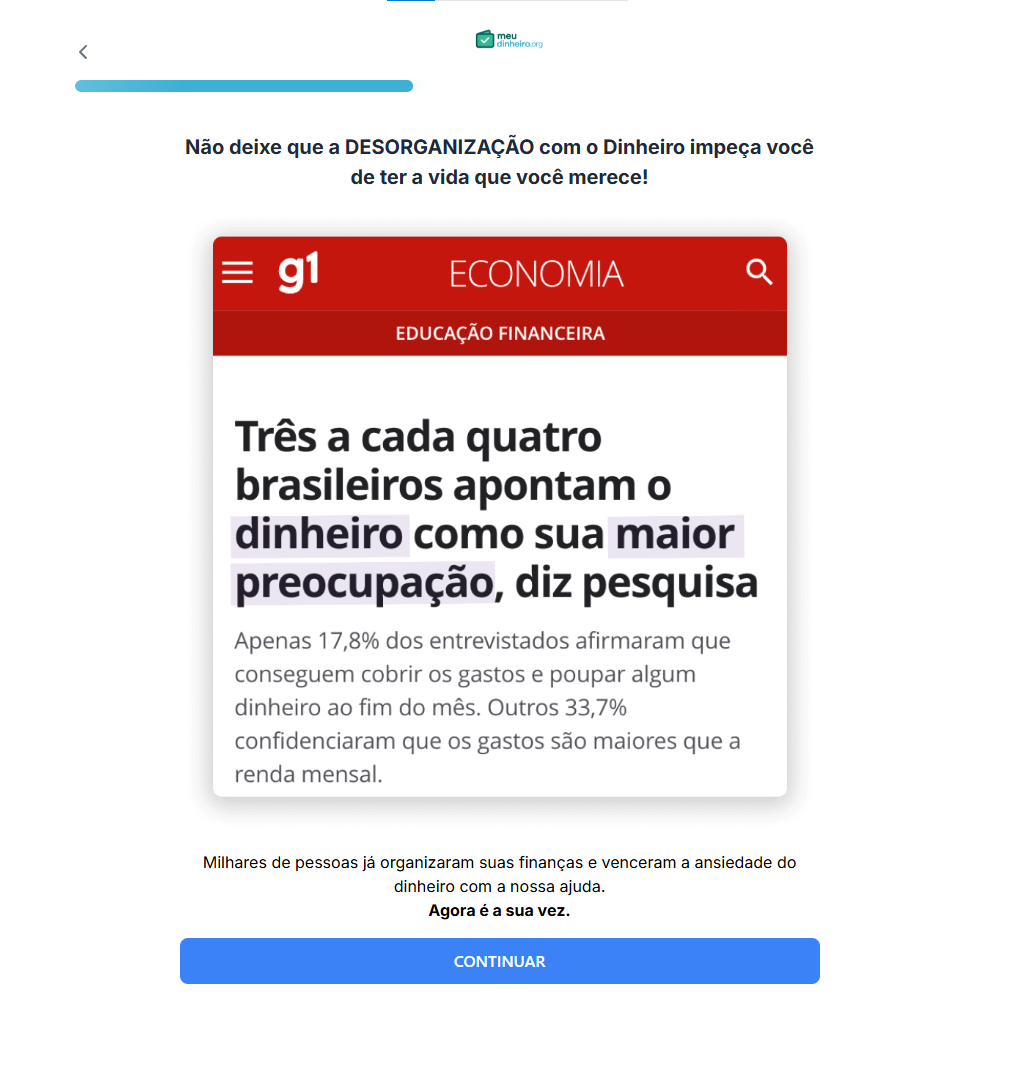 meu
dinheiro.org
Não deixe que a DESORGANIZAÇÃO com o Dinheiro impeça você
de ter a vida que você merece!
g1
ECONOMIA
EDUCAÇÃO FINANCEIRA
Três a cada quatro
brasileiros apontam o
dinheiro como sua maior
preocupação, diz pesquisa
Apenas 17,8% dos entrevistados afirmaram que
conseguem cobrir os gastos e poupar algum
dinheiro ao fim do mês. Outros 33,7%
confidenciaram que os gastos são maiores que a
renda mensal.
Milhares de pessoas já organizaram suas finanças e venceram a ansiedade do
dinheiro com a nossa ajuda.
Agora é a sua vez.
CONTINUAR